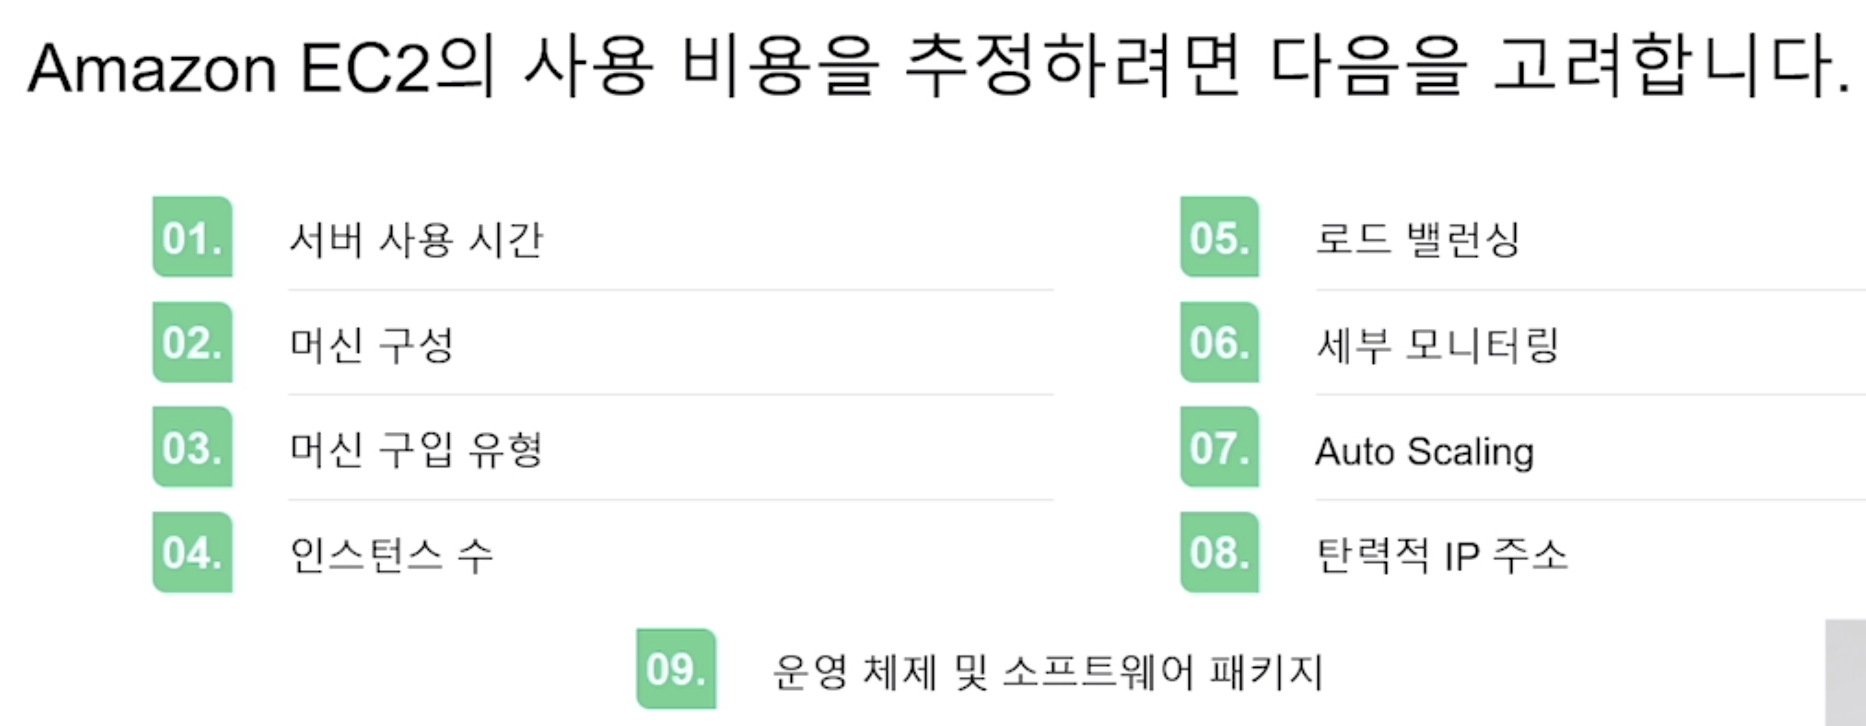 Amazon EC2의 사용 비용을 추정하려면 다음을 고려합니다.
01. 서버 사용 시간
02. 머신 구성
03. 머신 구입 유형
04. 인스턴스 수
05. 로드 밸런싱
06. 세부 모니터링
07. Auto Scaling
08. 탄력적 IP 주소
09. 운영 체제 및 소프트웨어 패키지